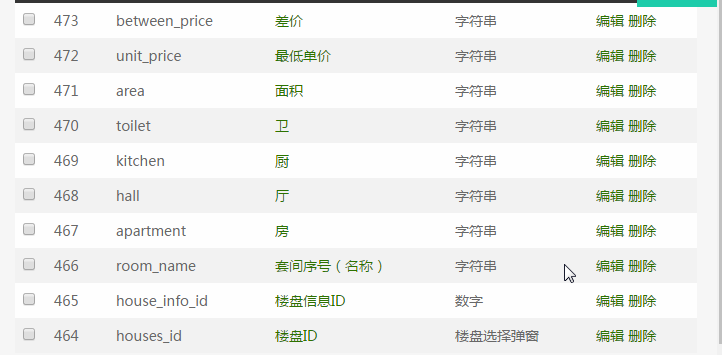 473 between_price 差价 字符串 编辑 删除
472 unit_price 最低单价 字符串 编辑 删除
471 area 面积 字符串 编辑 删除
470 toilet 卫 字符串 编辑 删除
469 kitchen 厨 字符串 编辑 删除
468 hall 厅 字符串 编辑 删除
467 apartment 房 字符串 编辑 删除
466 room_name 套间序号（名称） 字符串 编辑 删除
465 house_info_id 楼盘信息ID 数字 编辑 删除
464 houses_id 楼盘ID 楼盘选择弹窗 编辑 删除